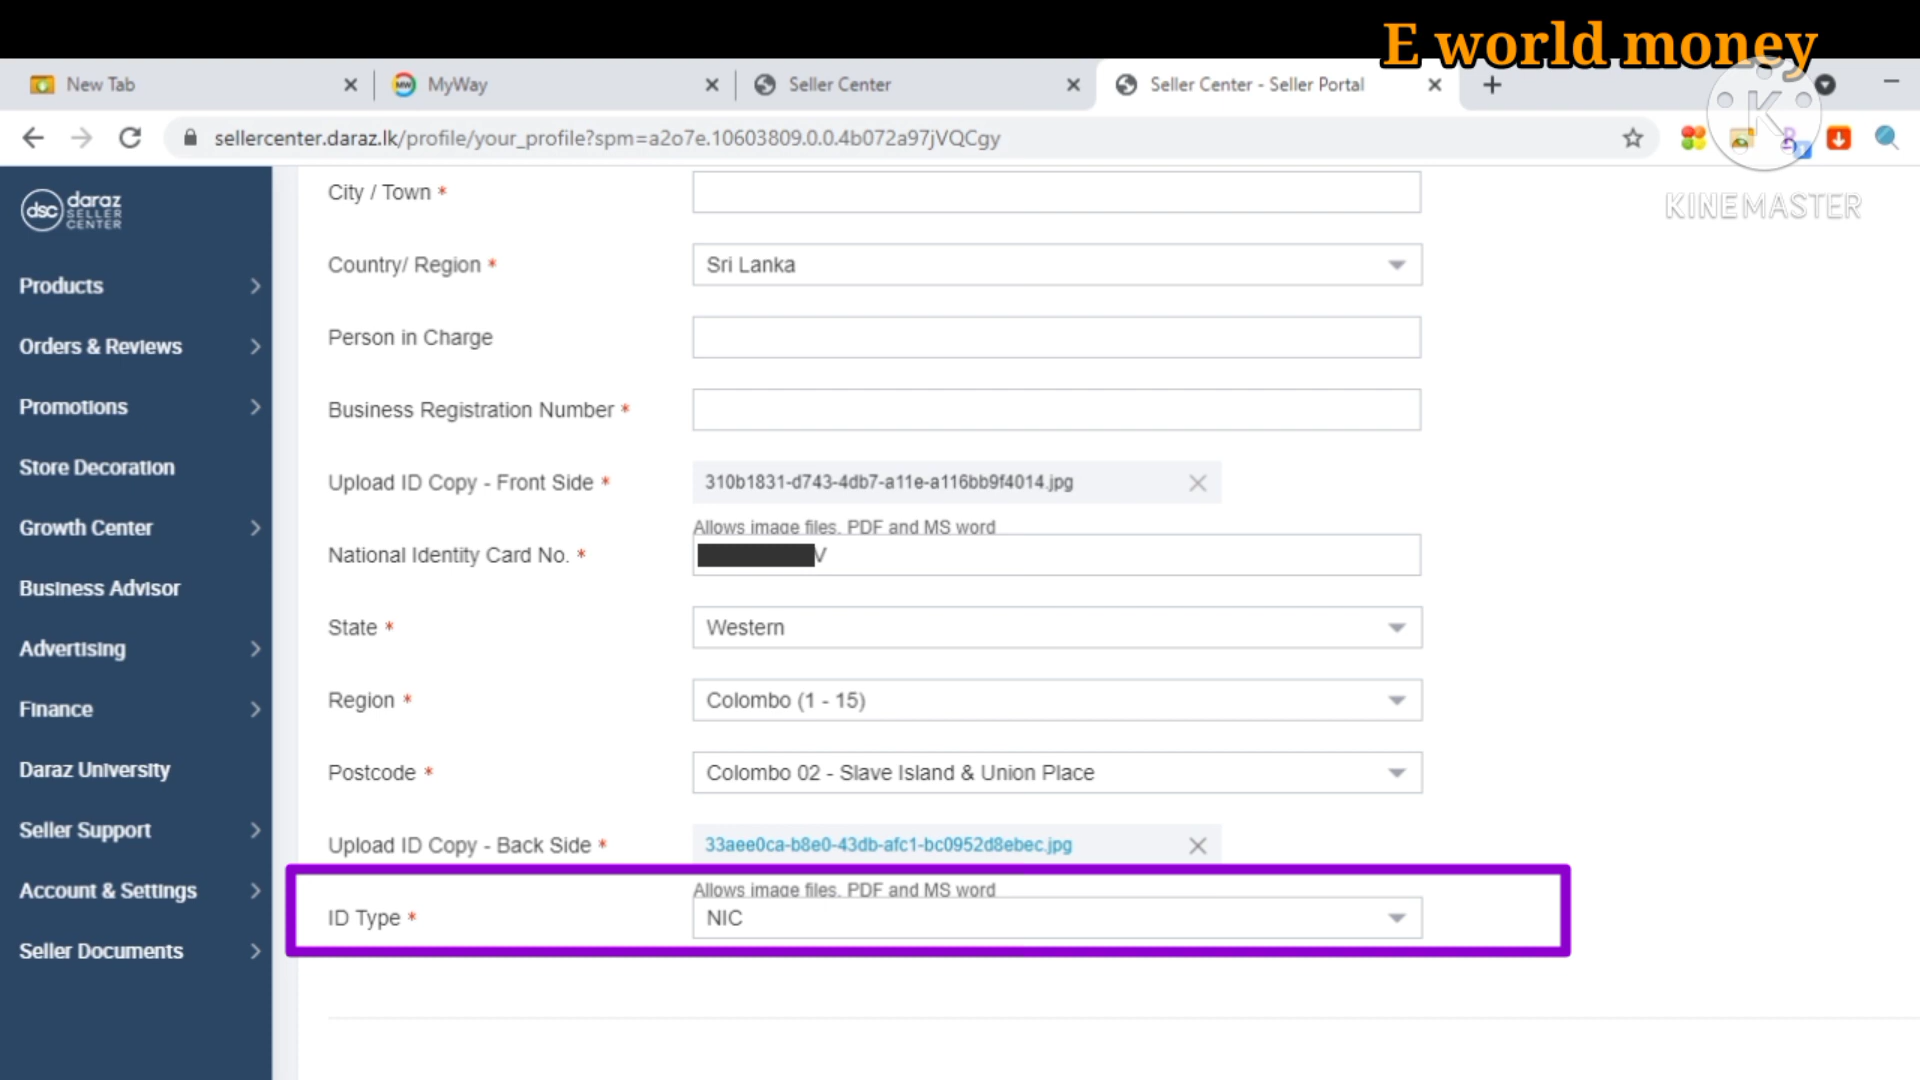 E world money
New Tab
MyWay
Seller Center
Seller Center - Seller Portal
sellercenter.daraz.lk/profile/your_profile?spm=a2o7e.10603809.0.0.4b072a97jVQCgy
K
KINEMASTER
dsc daraz
SELLER
CENTER
Products
Orders & Reviews
Promotions
Store Decoration
Growth Center
Business Advisor
Advertising
Finance
Daraz University
Seller Support
Account & Settings
Seller Documents
City / Town *
Country/ Region * Sri Lanka
Person in Charge
Business Registration Number *
Upload ID Copy - Front Side * 310b1831-d743-4db7-a11e-a116bb9f4014.jpg
Allows image files, PDF and MS word
National Identity Card No. * V
State * Western
Region * Colombo (1 - 15)
Postcode * Colombo 02 - Slave Island & Union Place
Upload ID Copy - Back Side * 33aee0ca-b8e0-43db-afc1-bc0952d8ebec.jpg
Allows image files, PDF and MS word
ID Type * NIC